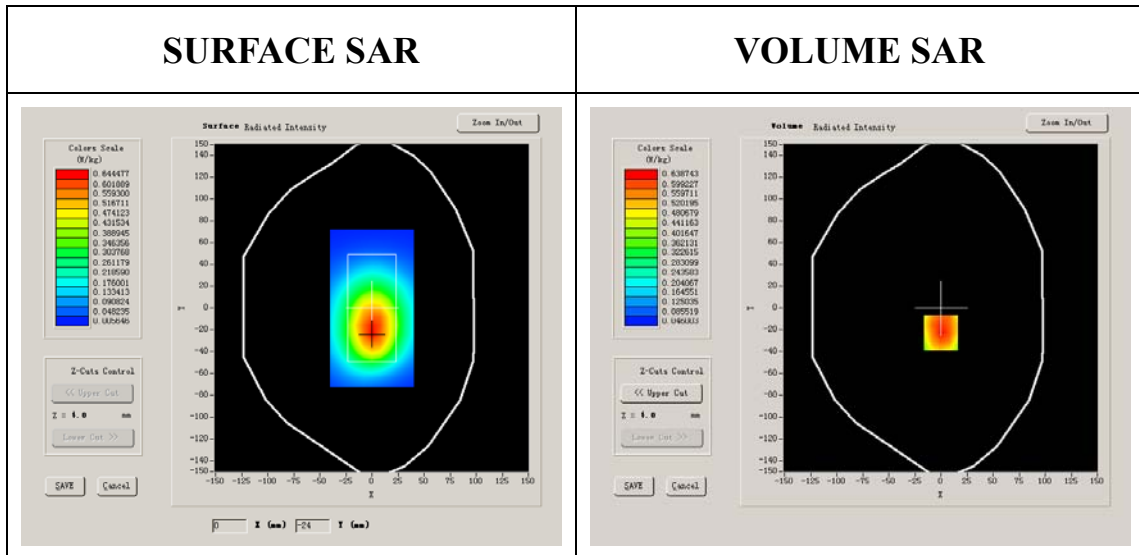 SURFACE SAR
VOLUME SAR
Surface Radiated Intensity
Zoom In/Out
Colors Scale
(W/kg)
0.644477
0.601889
0.559300
0.516711
0.474123
0.431534
0.388945
0.346356
0.303768
0.261179
0.218590
0.176001
0.133413
0.090824
0.048235
0.005646
150
140
120
100
80
60
40
20
0
-20
-40
-60
-80
-100
-120
-140
-150
Y
-150 -125 -100 -75 -50 -25 0 25 50 75 100 125 150
X
Z-Cuts Control
<< Upper Cut
Z = 4.0 mm
Lower Cut >>
SAVE Cancel
0 X (mm) -24 Y (mm)
Volume Radiated Intensity
Zoom In/Out
Colors Scale
(W/kg)
0.638743
0.599227
0.559711
0.520195
0.480679
0.441163
0.401647
0.362131
0.322615
0.283099
0.243583
0.204067
0.164551
0.125035
0.085519
0.046003
150
140
120
100
80
60
40
20
0
-20
-40
-60
-80
-100
-120
-140
-150
Y
-150 -125 -100 -75 -50 -25 0 25 50 75 100 125 150
X
Z-Cuts Control
<< Upper Cut
Z = 4.0 mm
Lower Cut >>
SAVE Cancel